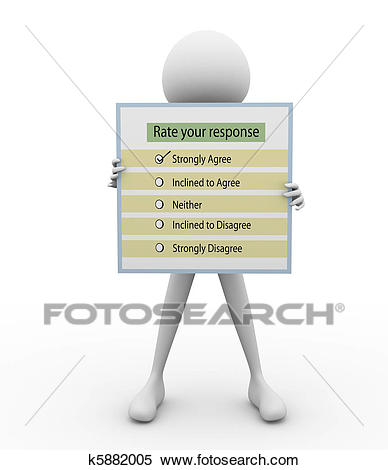 Rate your response
Strongly Agree
Inclined to Agree
Neither
Inclined to Disagree
Strongly Disagree
FOTOSEARCH®
k5882005 www.fotosearch.com